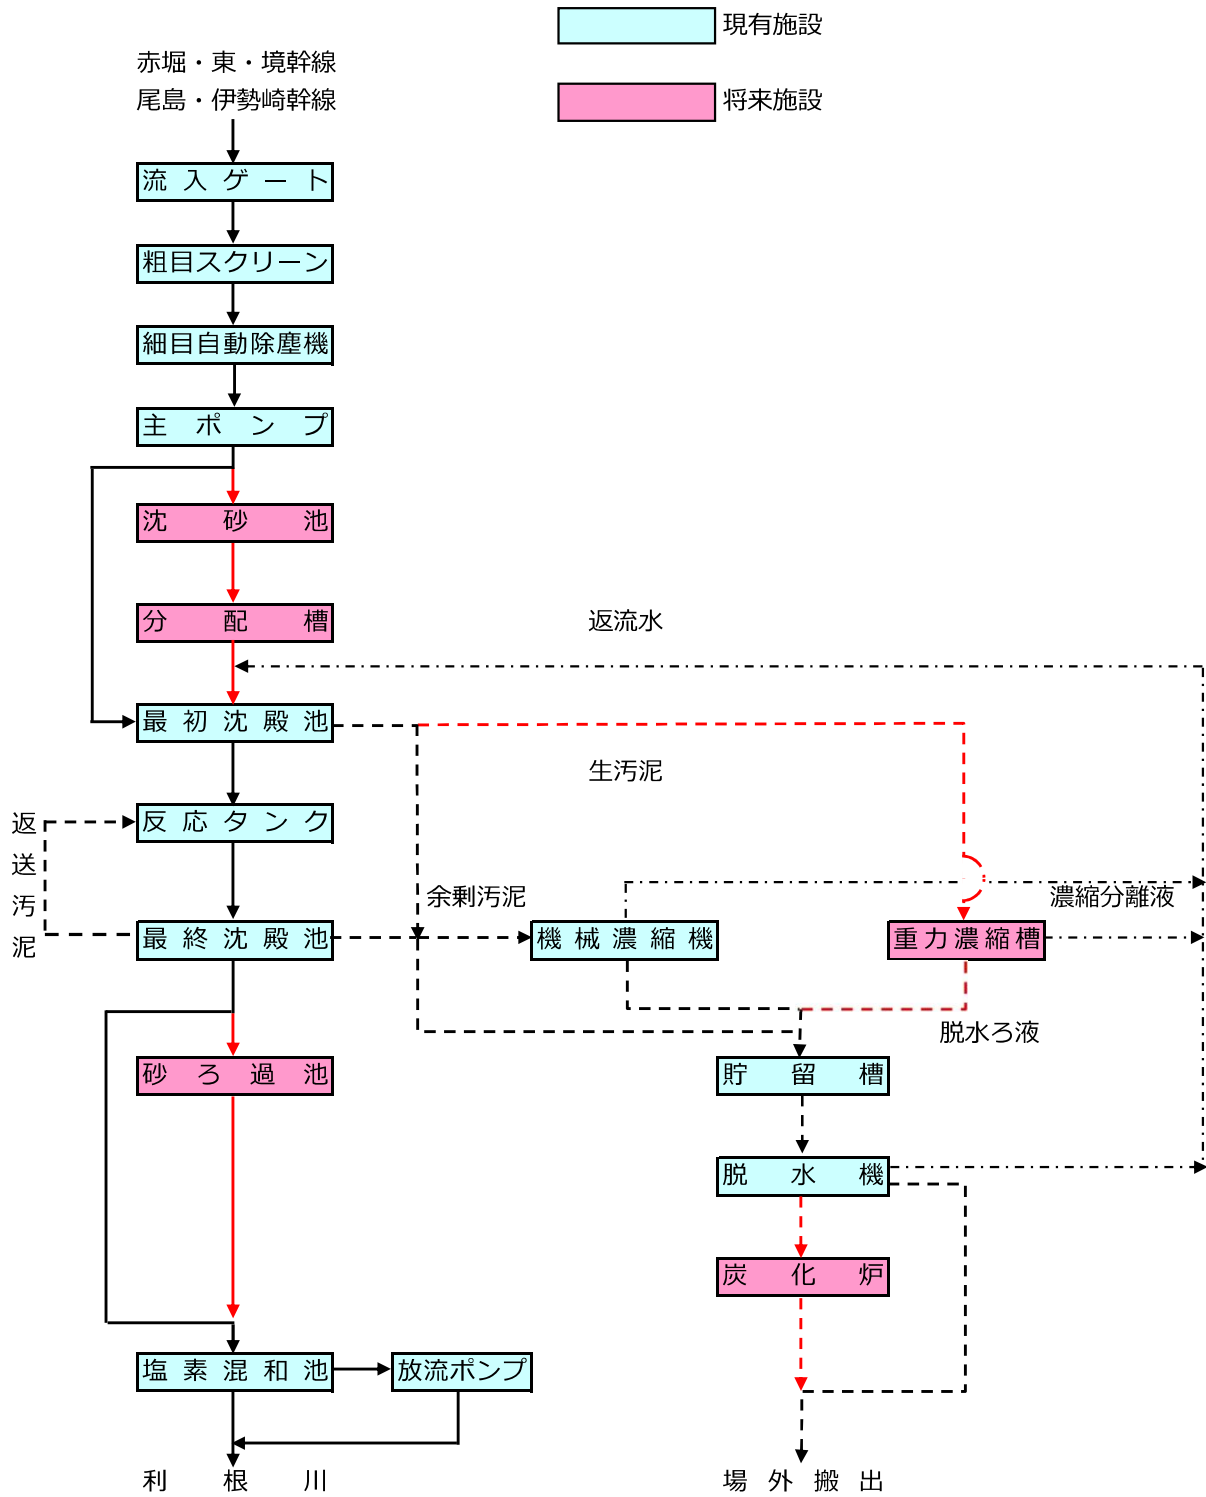 現有施設
将来施設
赤堀・東・境幹線
尾島・伊勢崎幹線
流入ゲート
粗目スクリーン
細目自動除塵機
主ポンプ
沈砂池
分配槽
返流水
最初沈殿池
生汚泥
反応タンク
返送汚泥
余剰汚泥
濃縮分離液
最終沈殿池
機械濃縮機
重力濃縮槽
脱水ろ液
砂ろ過池
貯留槽
脱水機
炭化炉
塩素混和池
放流ポンプ
利根川
場外搬出